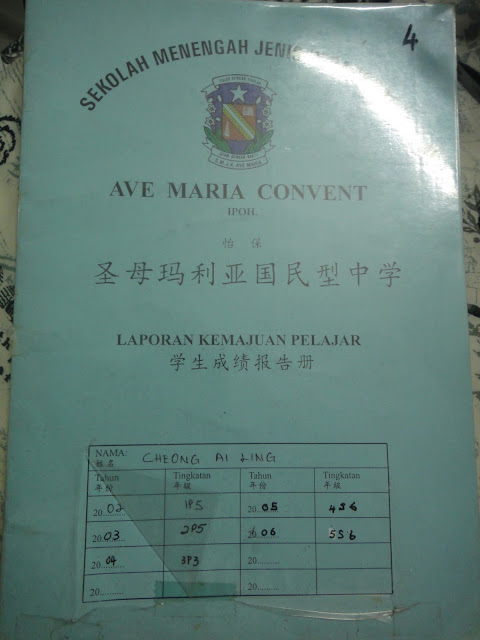 4
SEKOLAH MENENGAH JENIS
AVE MARIA CONVENT
IPOH.
怡 保
圣母玛利亚国民型中学
LAPORAN KEMAJUAN PELAJAR
学生成绩报告册
NAMA: CHEONG AI LING
姓名
Tahun Tingkatan Tahun Tingkatan
年份 年级 年份 年级
20.02 1P5 20.05 4S6
20.03 2P5 20.06 5S6
20.04 3P3 20..........
20.......... 20..........